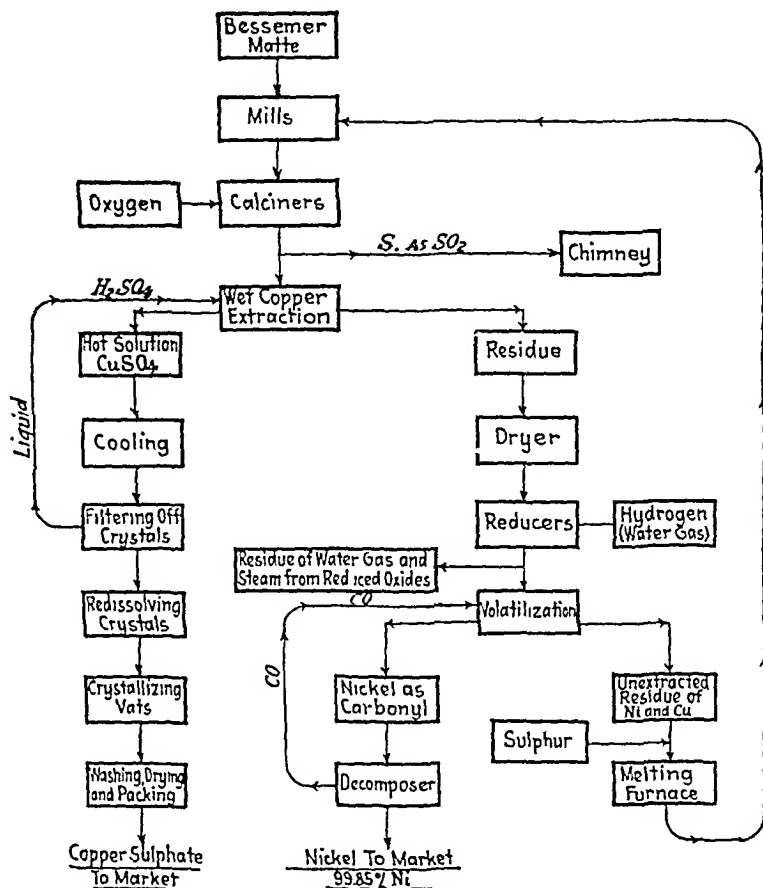 Bessemer
Matte
Mills
Oxygen
Calciners
S. As SO2
Chimney
H2SO4
Wet Copper
Extraction
Hot Solution
CuSO4
Residue
Liquid
Cooling
Dryer
Filtering Off
Crystals
Reducers
Hydrogen
(Water Gas)
Residue of Water Gas and
Steam from Reduced Oxides
Redissolving
Crystals
CO
Volatilization
CO
Crystallizing
Vats
Nickel as
Carbonyl
Unextracted
Residue of
Ni and Cu
Sulphur
Washing, Drying
and Packing
Decomposer
Melting
Furnace
Copper Sulphate
To Market
Nickel To Market
99.85% Ni